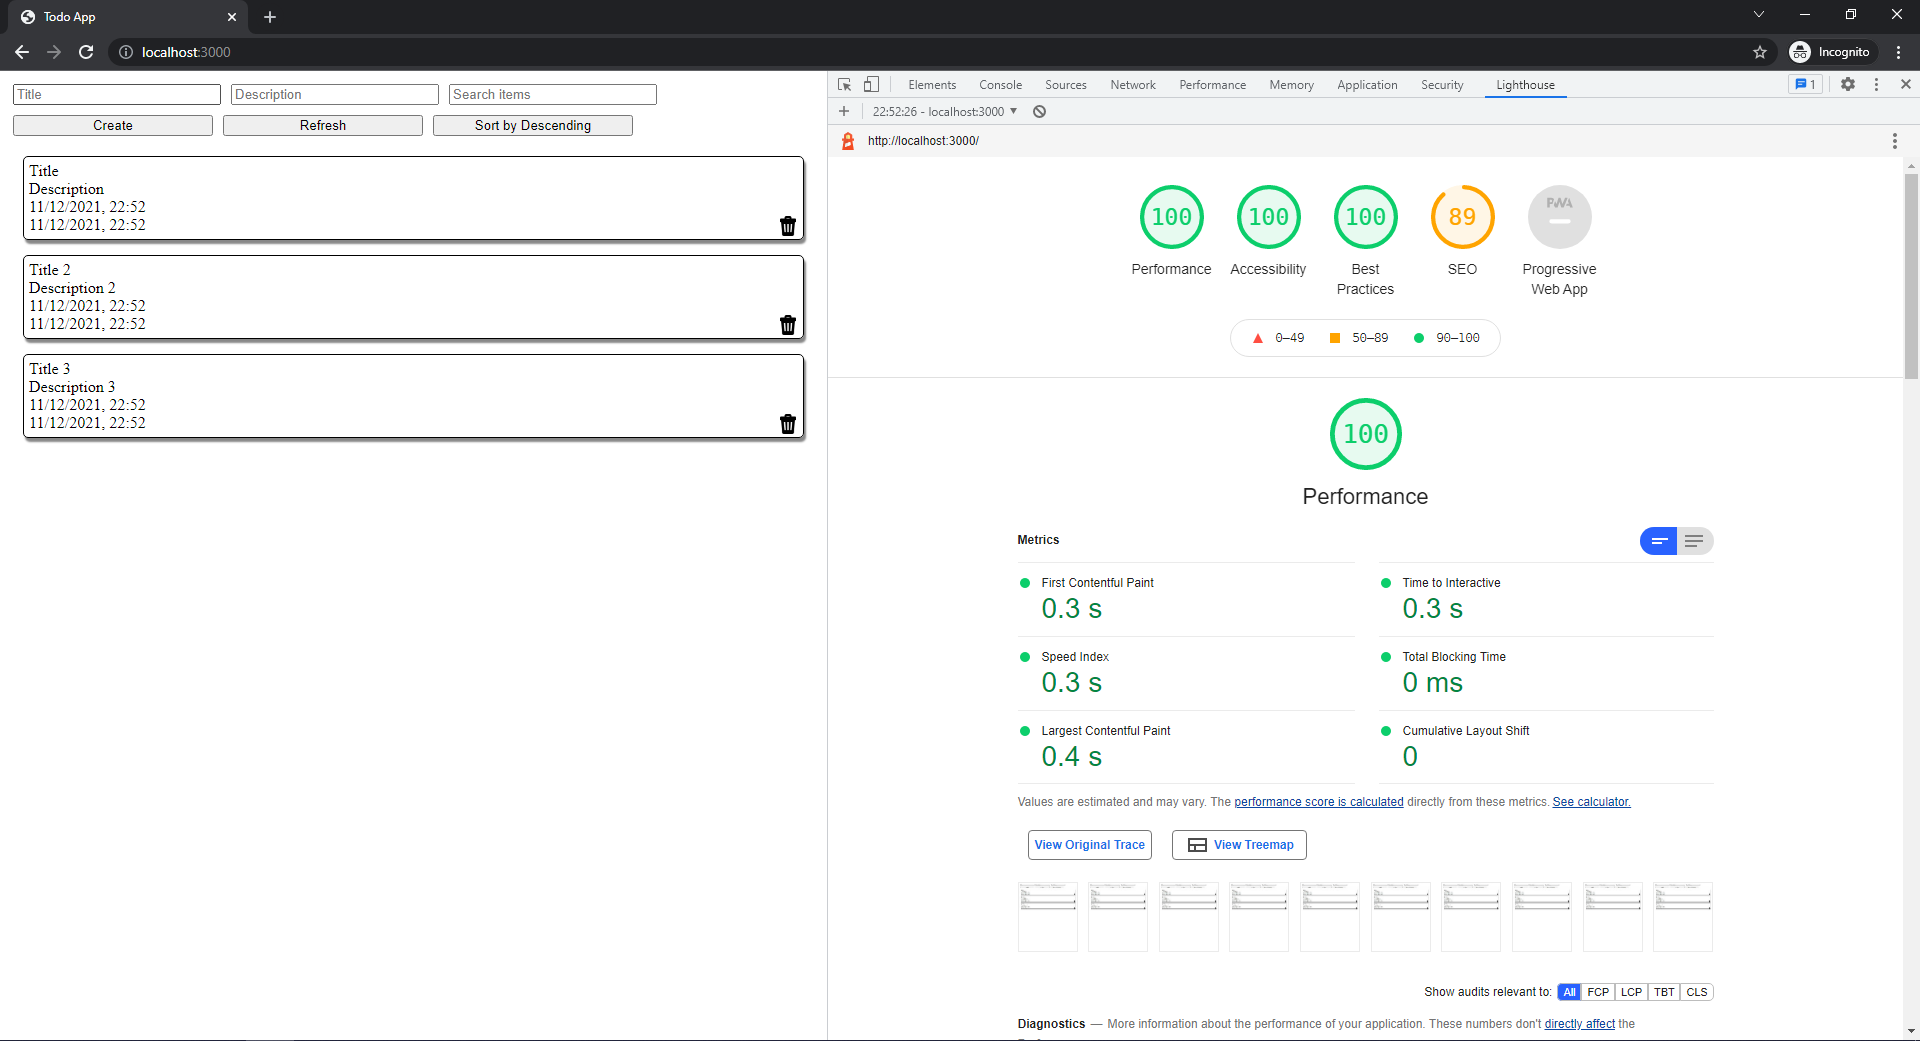 Todo App
localhost:3000
Incognito
Title
Description
Search items
Create
Refresh
Sort by Descending
Title
Description
11/12/2021, 22:52
11/12/2021, 22:52
Title 2
Description 2
11/12/2021, 22:52
11/12/2021, 22:52
Title 3
Description 3
11/12/2021, 22:52
11/12/2021, 22:52
Elements Console Sources Network Performance Memory Application Security Lighthouse 1
22:52:26 - localhost:3000
http://localhost:3000/
100 100 100 89 PWA
Performance Accessibility Best Practices SEO Progressive Web App
0–49 50–89 90–100
100
Performance
Metrics
First Contentful Paint
0.3 s
Time to Interactive
0.3 s
Speed Index
0.3 s
Total Blocking Time
0 ms
Largest Contentful Paint
0.4 s
Cumulative Layout Shift
0
Values are estimated and may vary. The performance score is calculated directly from these metrics. See calculator.
View Original Trace
View Treemap
Show audits relevant to: All FCP LCP TBT CLS
Diagnostics — More information about the performance of your application. These numbers don't directly affect the